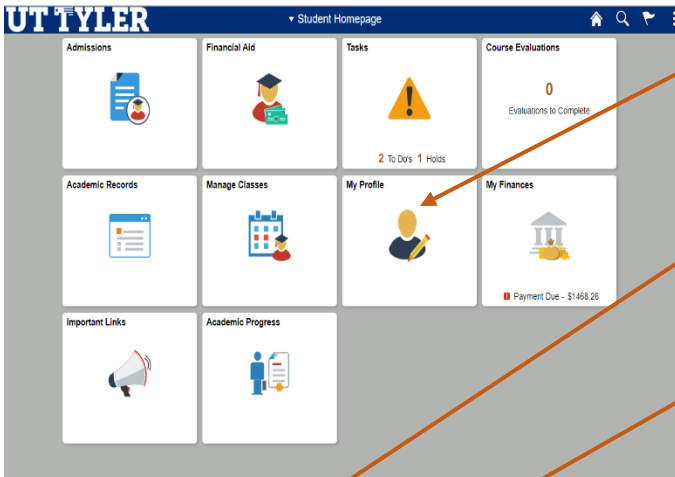 UT TYLER
▾ Student Homepage
Admissions
Financial Aid
Tasks
2 To Do's 1 Holds
Course Evaluations
0
Evaluations to Complete
Academic Records
Manage Classes
My Profile
My Finances
Payment Due - $1468.26
Important Links
Academic Progress